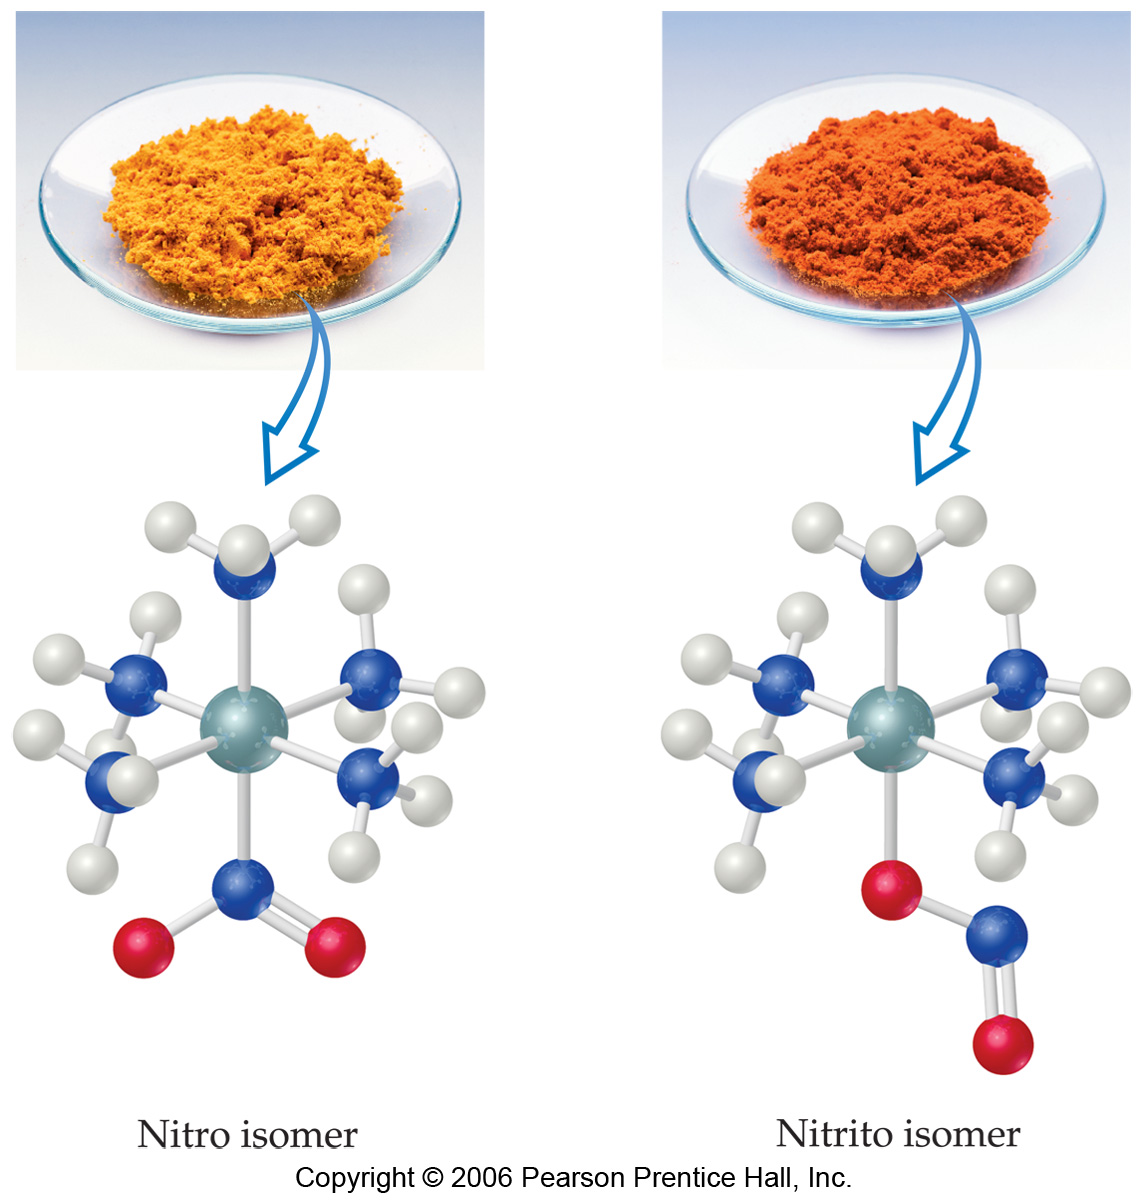 Nitro isomer
Nitrito isomer
Copyright © 2006 Pearson Prentice Hall, Inc.